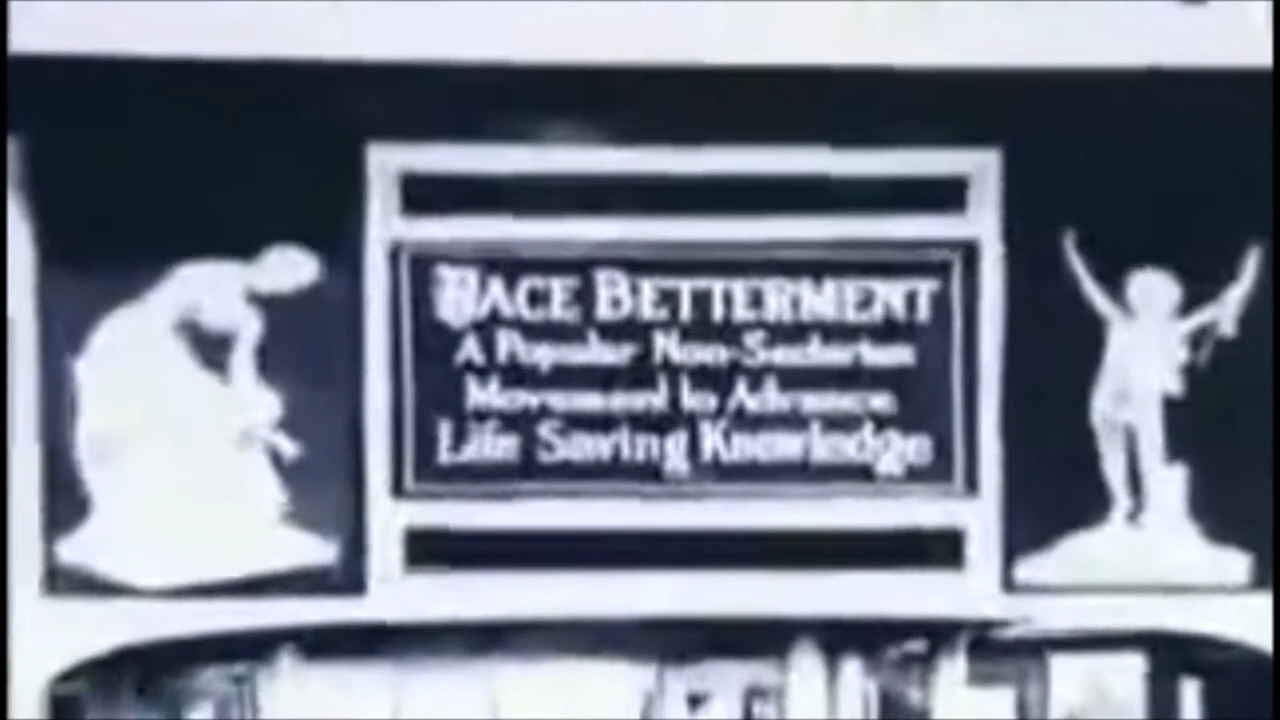 RACE BETTERMENT
A Popular Non-Sectarian
Movement to Advance
Life Saving Knowledge